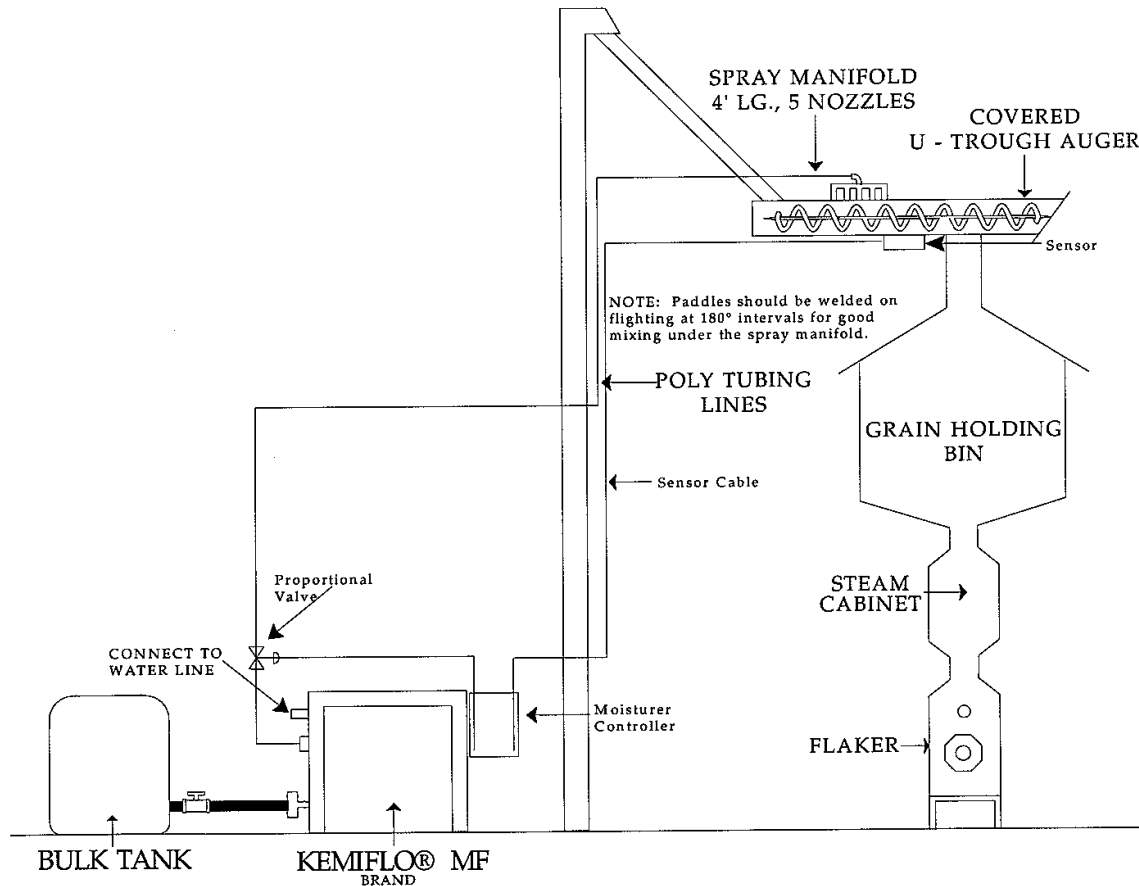 SPRAY MANIFOLD
4' LG., 5 NOZZLES
COVERED
U - TROUGH AUGER
Sensor
NOTE: Paddles should be welded on
flighting at 180° intervals for good
mixing under the spray manifold.
POLY TUBING
LINES
GRAIN HOLDING
BIN
Sensor Cable
Proportional
Valve
STEAM
CABINET
CONNECT TO
WATER LINE
Moisturer
Controller
FLAKER
BULK TANK
KEMIFLO® MF
BRAND